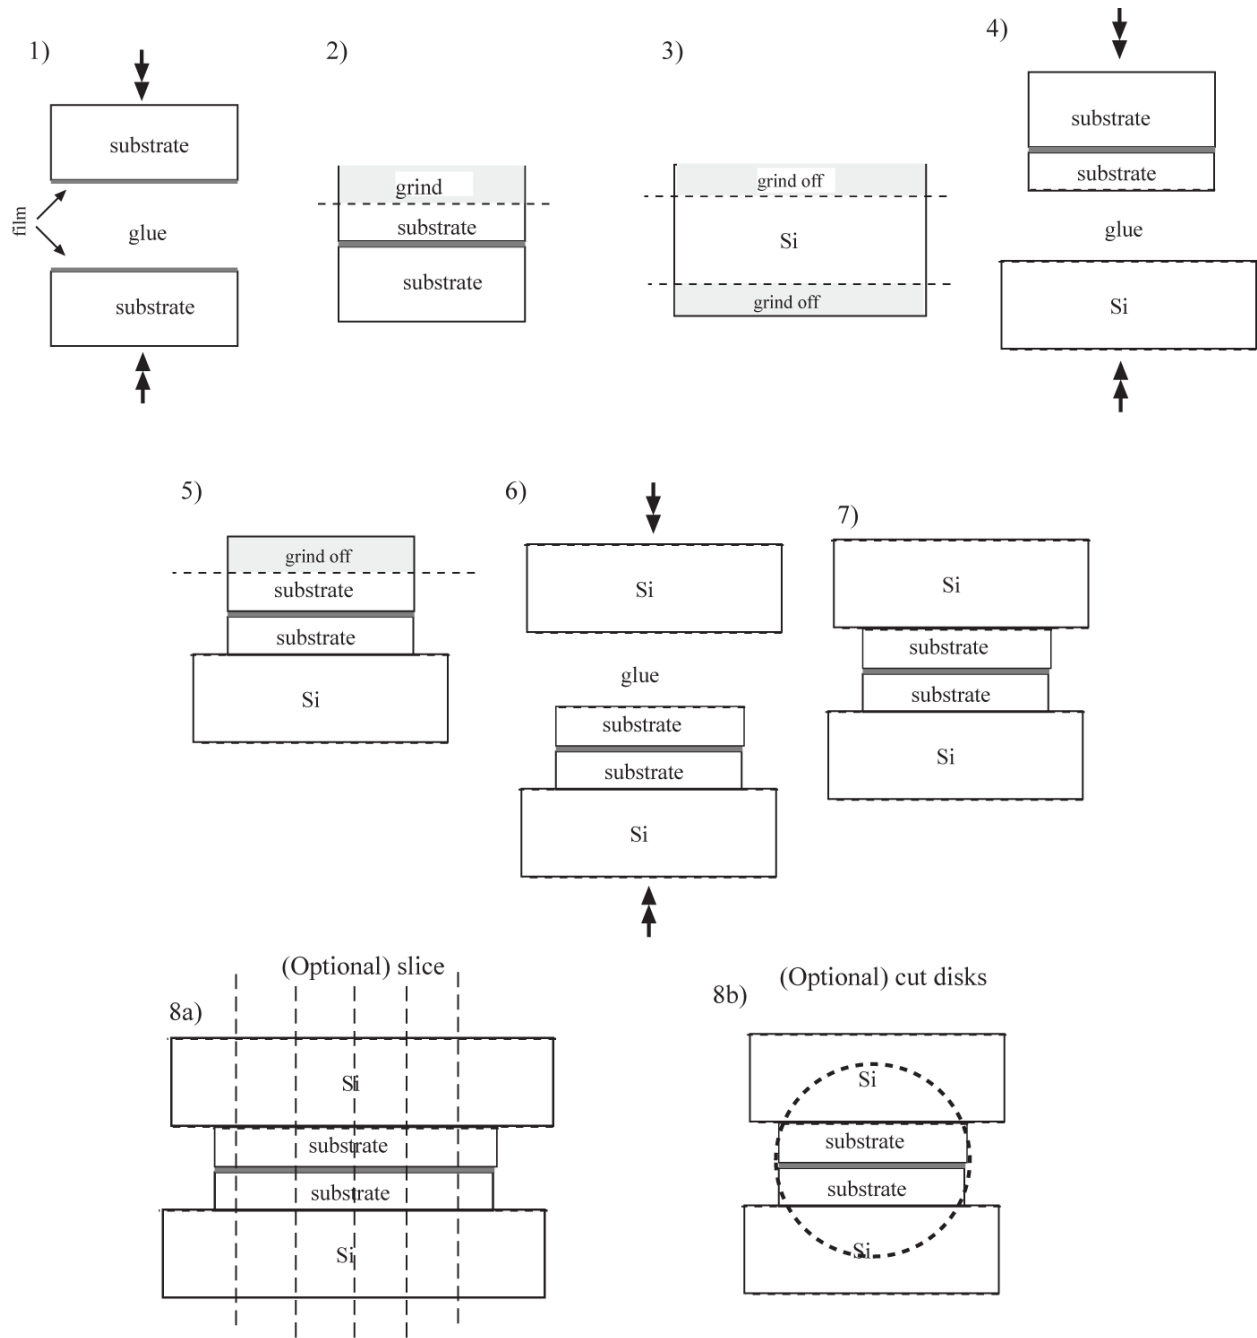 1)
substrate
film
glue
substrate
2)
grind
substrate
substrate
3)
grind off
Si
grind off
4)
substrate
substrate
glue
Si
5)
grind off
substrate
substrate
Si
6)
Si
glue
substrate
substrate
Si
7)
Si
substrate
substrate
Si
(Optional) slice
8a)
Si
substrate
substrate
Si
(Optional) cut disks
8b)
Si
substrate
substrate
Si